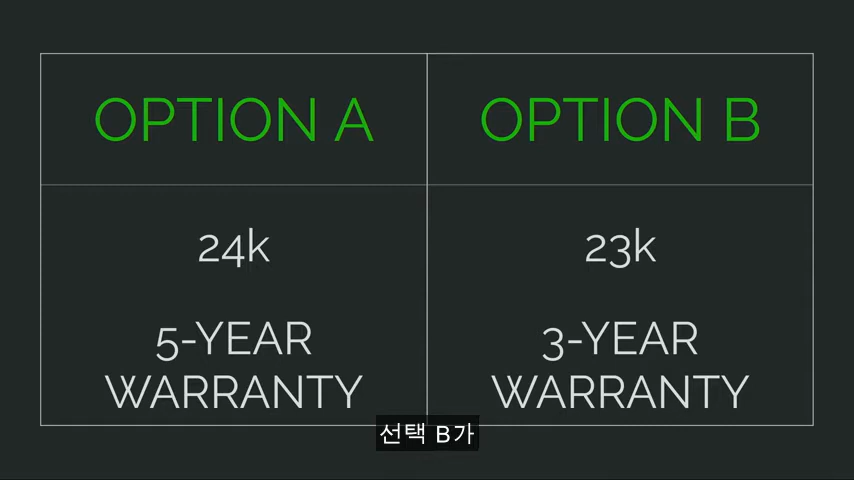 OPTION A
OPTION B
24k
23k
5-YEAR
WARRANTY
3-YEAR
WARRANTY
선택 B가